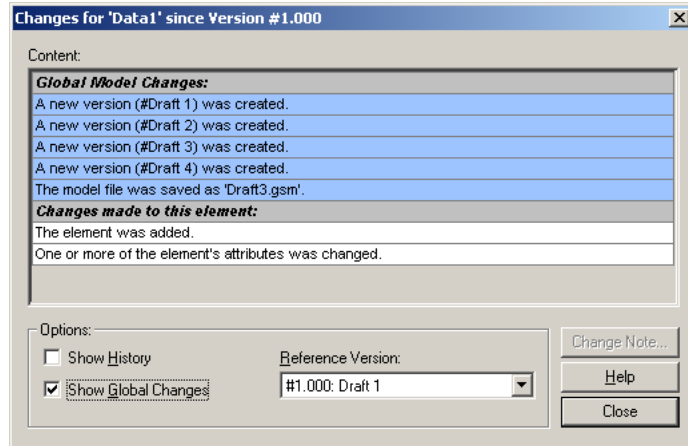 Changes for 'Data1' since Version #1.000
Content:
Global Model Changes:
A new version (#Draft 1) was created.
A new version (#Draft 2) was created.
A new version (#Draft 3) was created.
A new version (#Draft 4) was created.
The model file was saved as 'Draft3.gsm'.
Changes made to this element:
The element was added.
One or more of the element's attributes was changed.
Options:
Show History
Show Global Changes
Reference Version:
#1.000: Draft 1
Change Note...
Help
Close